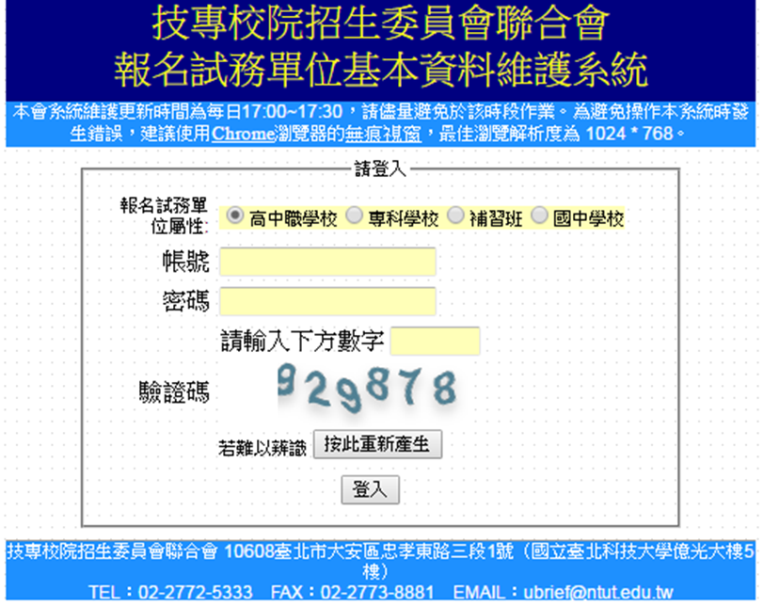 技專校院招生委員會聯合會
報名試務單位基本資料維護系統
本會系統維護更新時間為每日17:00~17:30，請儘量避免於該時段作業。為避免操作本系統時發
生錯誤，建議使用Chrome瀏覽器的無痕視窗，最佳瀏覽解析度為 1024 * 768。
請登入
報名試務單
位屬性:
高中職學校 專科學校 補習班 國中學校
帳號
密碼
請輸入下方數字
驗證碼
929878
若難以辨識 按此重新產生
登入
技專校院招生委員會聯合會 10608臺北市大安區忠孝東路三段1號（國立臺北科技大學億光大樓5
樓）
TEL：02-2772-5333 FAX：02-2773-8881 EMAIL：ubrief@ntut.edu.tw